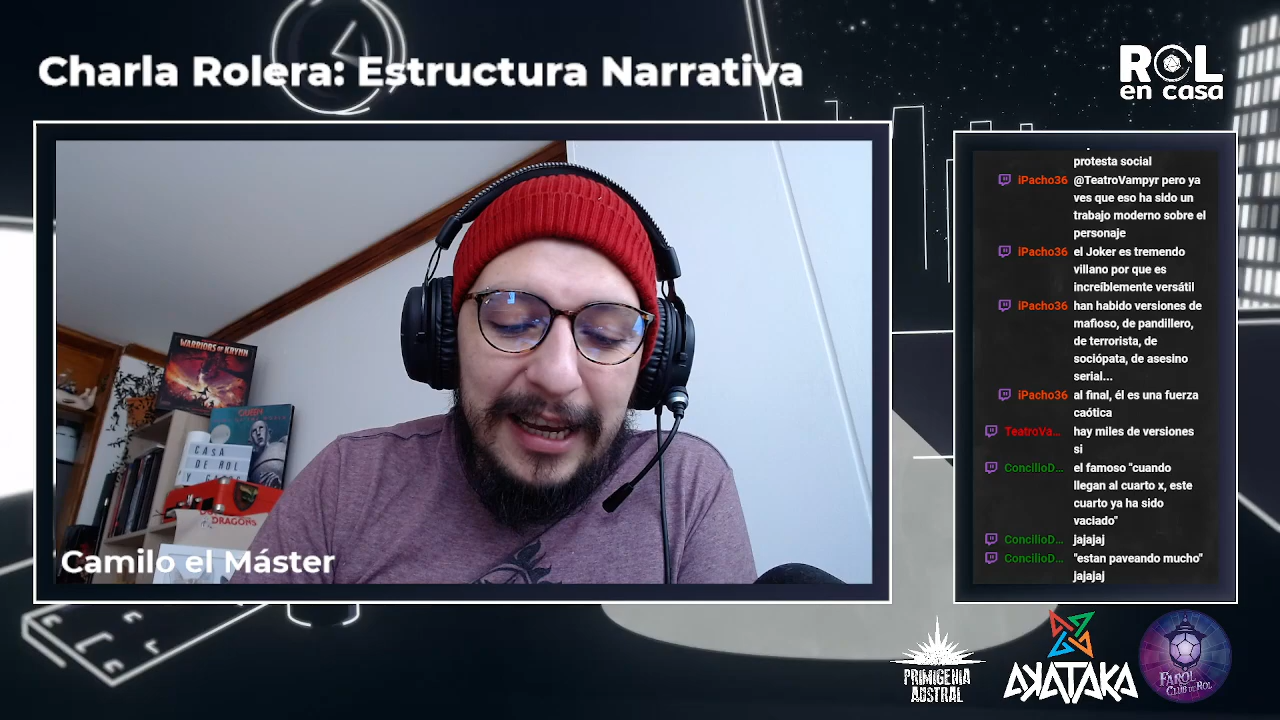 Charla Rolera: Estructura Narrativa
ROL
en casa
WARRIORS OF KRYNN
QUEEN
CASA
DE ROL
DRAGONS
Camilo el Máster
protesta social
iPacho36 @TeatroVampyr pero ya
ves que eso ha sido un
trabajo moderno sobre el
personaje
iPacho36 el Joker es tremendo
villano por que es
increíblemente versátil
iPacho36 han habido versiones de
mafioso, de pandillero,
de terrorista, de
sociópata, de asesino
serial...
iPacho36 al final, él es una fuerza
caótica
TeatroVa... hay miles de versiones
si
ConcilioD... el famoso "cuando
llegan al cuarto x, este
cuarto ya ha sido
vaciado"
ConcilioD... jajajaj
ConcilioD... "estan paveando mucho"
jajajaj
PRIMIGENIA
AUSTRAL
AKATAKA
FAROL
CLUB DE ROL